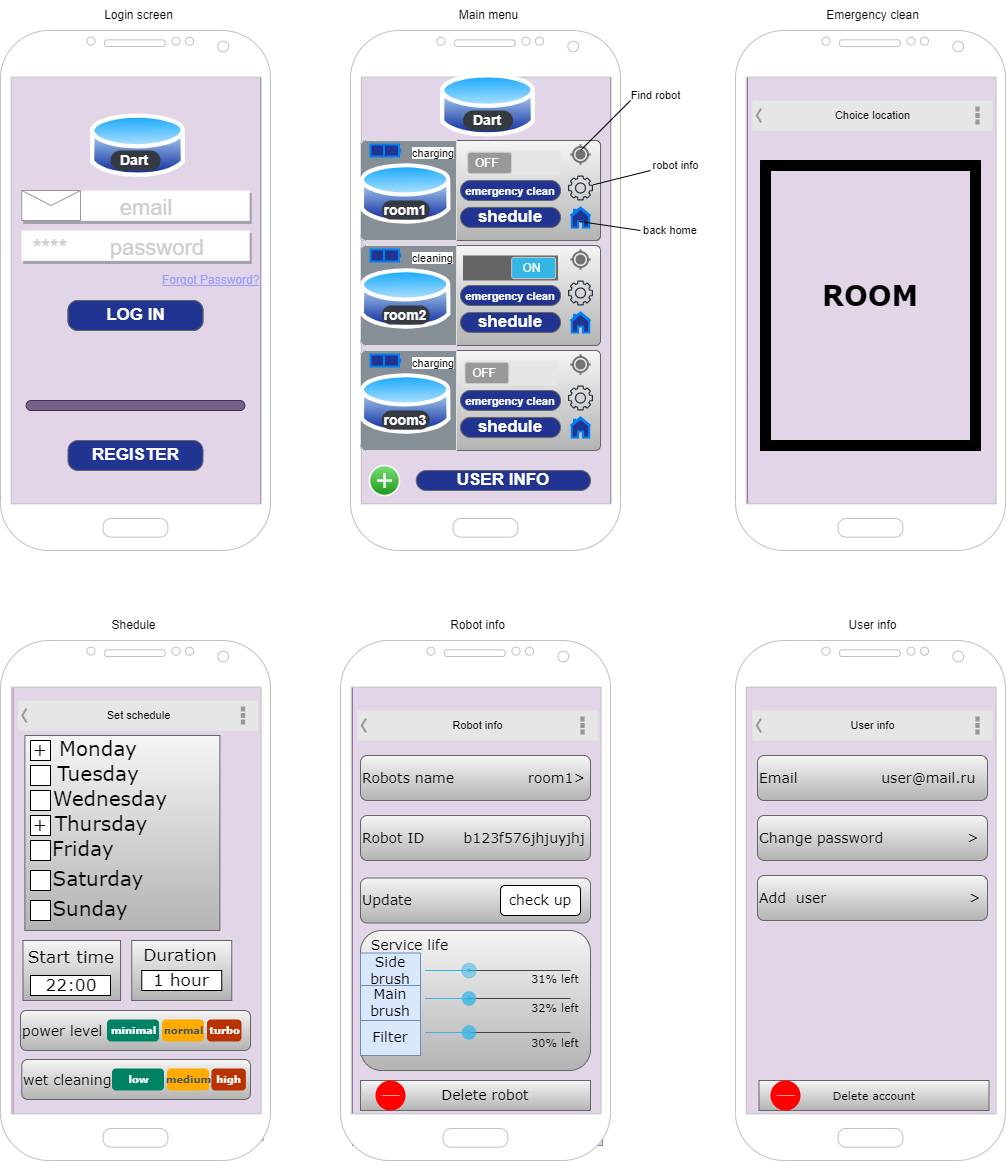 Login screen
Dart
email
**** password
Forgot Password?
LOG IN
REGISTER
Main menu
Dart
Find robot
robot info
back home
charging
OFF
room1
emergency clean
shedule
cleaning
ON
room2
emergency clean
shedule
charging
OFF
room3
emergency clean
shedule
USER INFO
Emergency clean
Choice location
ROOM
Shedule
Set schedule
+ Monday
Tuesday
Wednesday
+ Thursday
Friday
Saturday
Sunday
Start time
22:00
Duration
1 hour
power level minimal normal turbo
wet cleaning low medium high
Robot info
Robot info
Robots name room1>
Robot ID b123f576jhjuyjhj
Update check up
Service life
Side
brush
31% left
Main
brush
32% left
Filter
30% left
Delete robot
User info
User info
Email user@mail.ru
Change password >
Add user >
Delete account